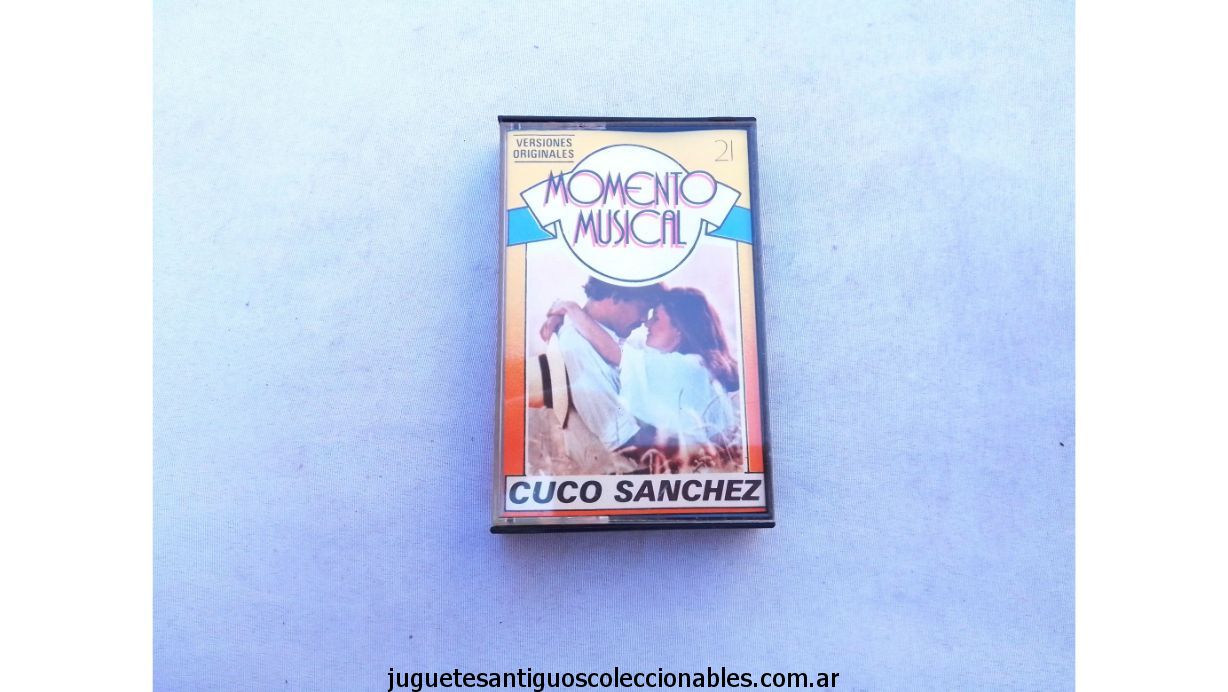 VERSIONES
ORIGINALES
21
MOMENTO
MUSICAL
CUCO SANCHEZ
juguetesantiguoscoleccionables.com.ar